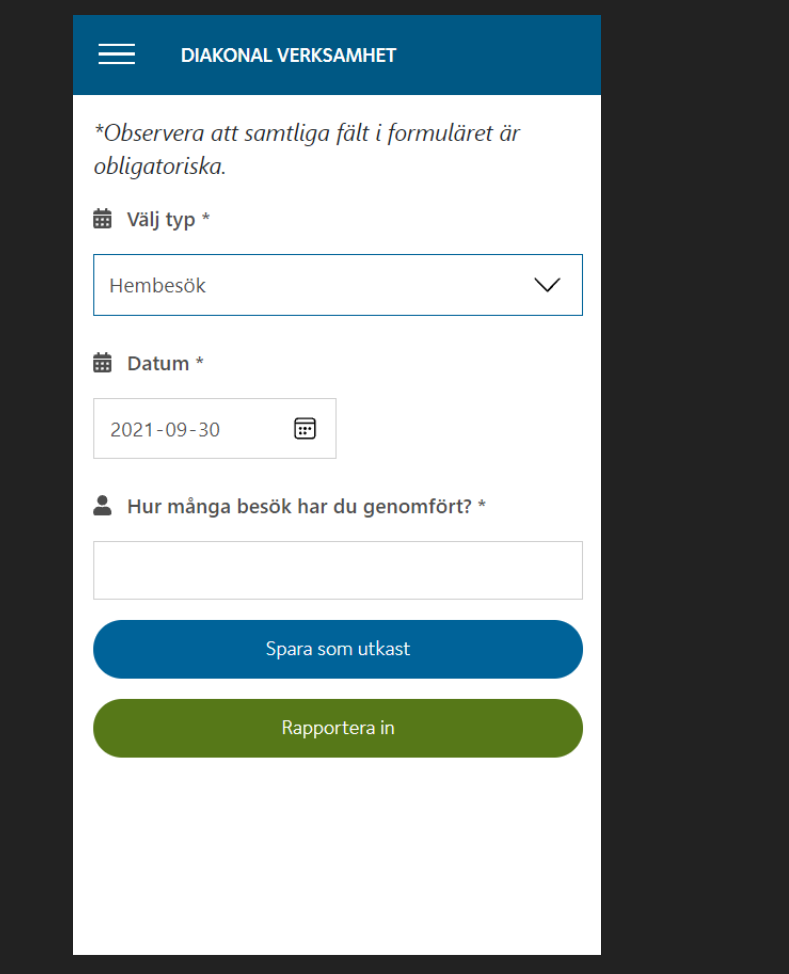 DIAKONAL VERKSAMHET
*Observera att samtliga fält i formuläret är
obligatoriska.
Välj typ *
Hembesök
Datum *
2021-09-30
Hur många besök har du genomfört? *
Spara som utkast
Rapportera in